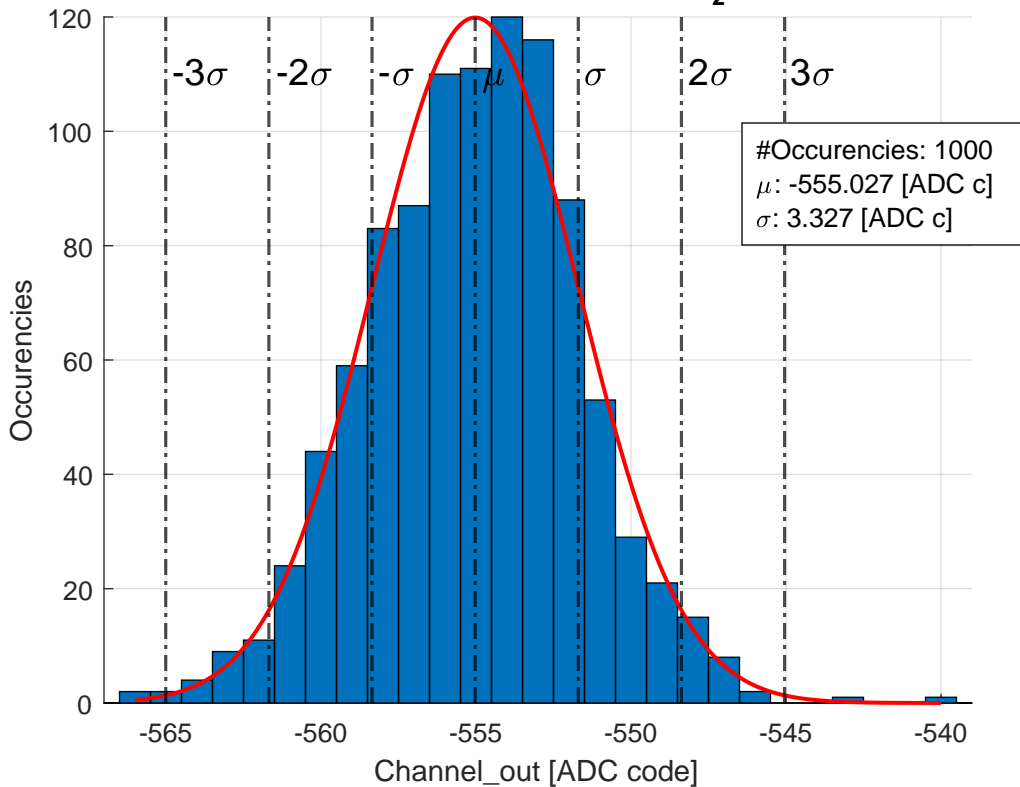 2
120
100
80
60
40
20
0
-3σ
-2σ
-σ
μ
σ
2σ
3σ
#Occurencies: 1000
μ: -555.027 [ADC c]
σ: 3.327 [ADC c]
Occurencies
-565
-560
-555
-550
-545
-540
Channel_out [ADC code]